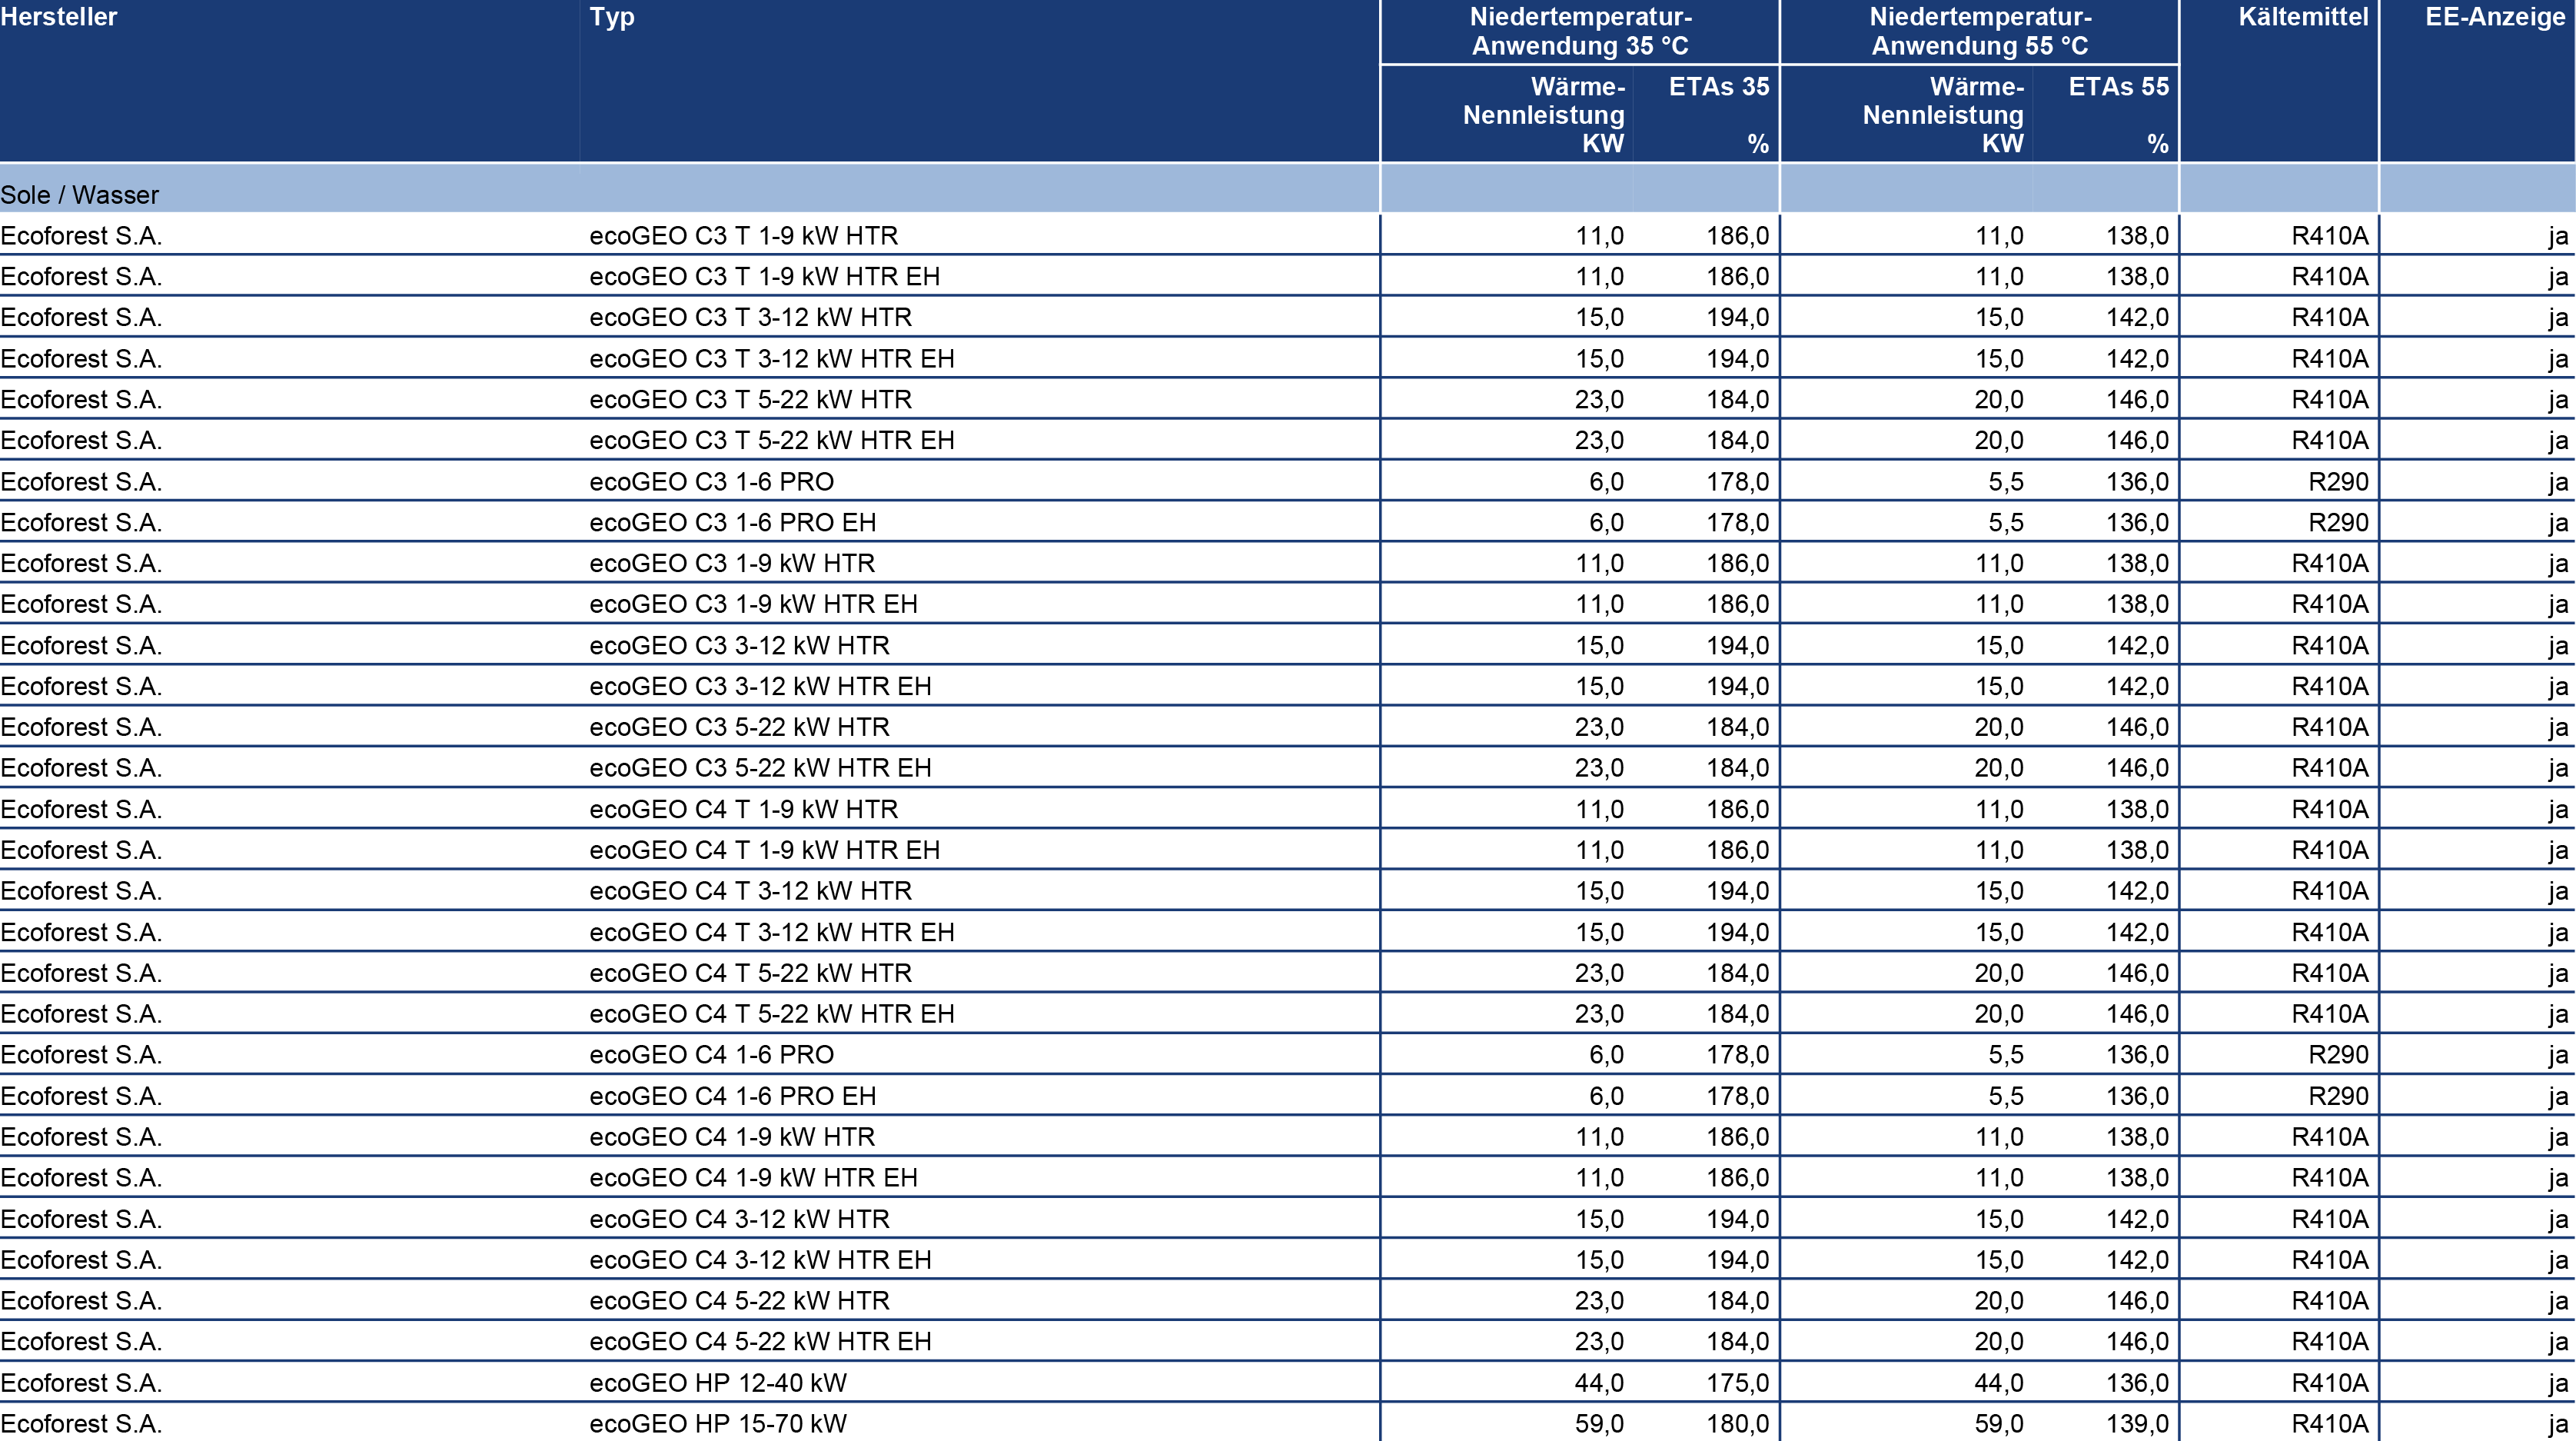 Hersteller Typ Niedertemperatur- Niedertemperatur- Kältemittel EE-Anzeige
Anwendung 35 °C Anwendung 55 °C
Wärme- ETAs 35 Wärme- ETAs 55
Nennleistung Nennleistung
KW % KW %
Sole / Wasser
Ecoforest S.A. ecoGEO C3 T 1-9 kW HTR 11,0 186,0 11,0 138,0 R410A ja
Ecoforest S.A. ecoGEO C3 T 1-9 kW HTR EH 11,0 186,0 11,0 138,0 R410A ja
Ecoforest S.A. ecoGEO C3 T 3-12 kW HTR 15,0 194,0 15,0 142,0 R410A ja
Ecoforest S.A. ecoGEO C3 T 3-12 kW HTR EH 15,0 194,0 15,0 142,0 R410A ja
Ecoforest S.A. ecoGEO C3 T 5-22 kW HTR 23,0 184,0 20,0 146,0 R410A ja
Ecoforest S.A. ecoGEO C3 T 5-22 kW HTR EH 23,0 184,0 20,0 146,0 R410A ja
Ecoforest S.A. ecoGEO C3 1-6 PRO 6,0 178,0 5,5 136,0 R290 ja
Ecoforest S.A. ecoGEO C3 1-6 PRO EH 6,0 178,0 5,5 136,0 R290 ja
Ecoforest S.A. ecoGEO C3 1-9 kW HTR 11,0 186,0 11,0 138,0 R410A ja
Ecoforest S.A. ecoGEO C3 1-9 kW HTR EH 11,0 186,0 11,0 138,0 R410A ja
Ecoforest S.A. ecoGEO C3 3-12 kW HTR 15,0 194,0 15,0 142,0 R410A ja
Ecoforest S.A. ecoGEO C3 3-12 kW HTR EH 15,0 194,0 15,0 142,0 R410A ja
Ecoforest S.A. ecoGEO C3 5-22 kW HTR 23,0 184,0 20,0 146,0 R410A ja
Ecoforest S.A. ecoGEO C3 5-22 kW HTR EH 23,0 184,0 20,0 146,0 R410A ja
Ecoforest S.A. ecoGEO C4 T 1-9 kW HTR 11,0 186,0 11,0 138,0 R410A ja
Ecoforest S.A. ecoGEO C4 T 1-9 kW HTR EH 11,0 186,0 11,0 138,0 R410A ja
Ecoforest S.A. ecoGEO C4 T 3-12 kW HTR 15,0 194,0 15,0 142,0 R410A ja
Ecoforest S.A. ecoGEO C4 T 3-12 kW HTR EH 15,0 194,0 15,0 142,0 R410A ja
Ecoforest S.A. ecoGEO C4 T 5-22 kW HTR 23,0 184,0 20,0 146,0 R410A ja
Ecoforest S.A. ecoGEO C4 T 5-22 kW HTR EH 23,0 184,0 20,0 146,0 R410A ja
Ecoforest S.A. ecoGEO C4 1-6 PRO 6,0 178,0 5,5 136,0 R290 ja
Ecoforest S.A. ecoGEO C4 1-6 PRO EH 6,0 178,0 5,5 136,0 R290 ja
Ecoforest S.A. ecoGEO C4 1-9 kW HTR 11,0 186,0 11,0 138,0 R410A ja
Ecoforest S.A. ecoGEO C4 1-9 kW HTR EH 11,0 186,0 11,0 138,0 R410A ja
Ecoforest S.A. ecoGEO C4 3-12 kW HTR 15,0 194,0 15,0 142,0 R410A ja
Ecoforest S.A. ecoGEO C4 3-12 kW HTR EH 15,0 194,0 15,0 142,0 R410A ja
Ecoforest S.A. ecoGEO C4 5-22 kW HTR 23,0 184,0 20,0 146,0 R410A ja
Ecoforest S.A. ecoGEO C4 5-22 kW HTR EH 23,0 184,0 20,0 146,0 R410A ja
Ecoforest S.A. ecoGEO HP 12-40 kW 44,0 175,0 44,0 136,0 R410A ja
Ecoforest S.A. ecoGEO HP 15-70 kW 59,0 180,0 59,0 139,0 R410A ja